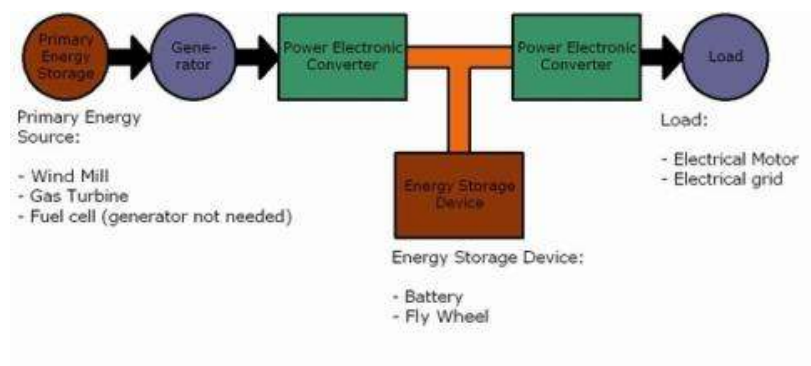 Primary
Energy
Storage
Gene-
rator
Power Electronic
Converter
Power Electronic
Converter
Load
Primary Energy
Source:
- Wind Mill
- Gas Turbine
- Fuel cell (generator not needed)
Load:
- Electrical Motor
- Electrical grid
Energy Storage
Device
Energy Storage Device:
- Battery
- Fly Wheel